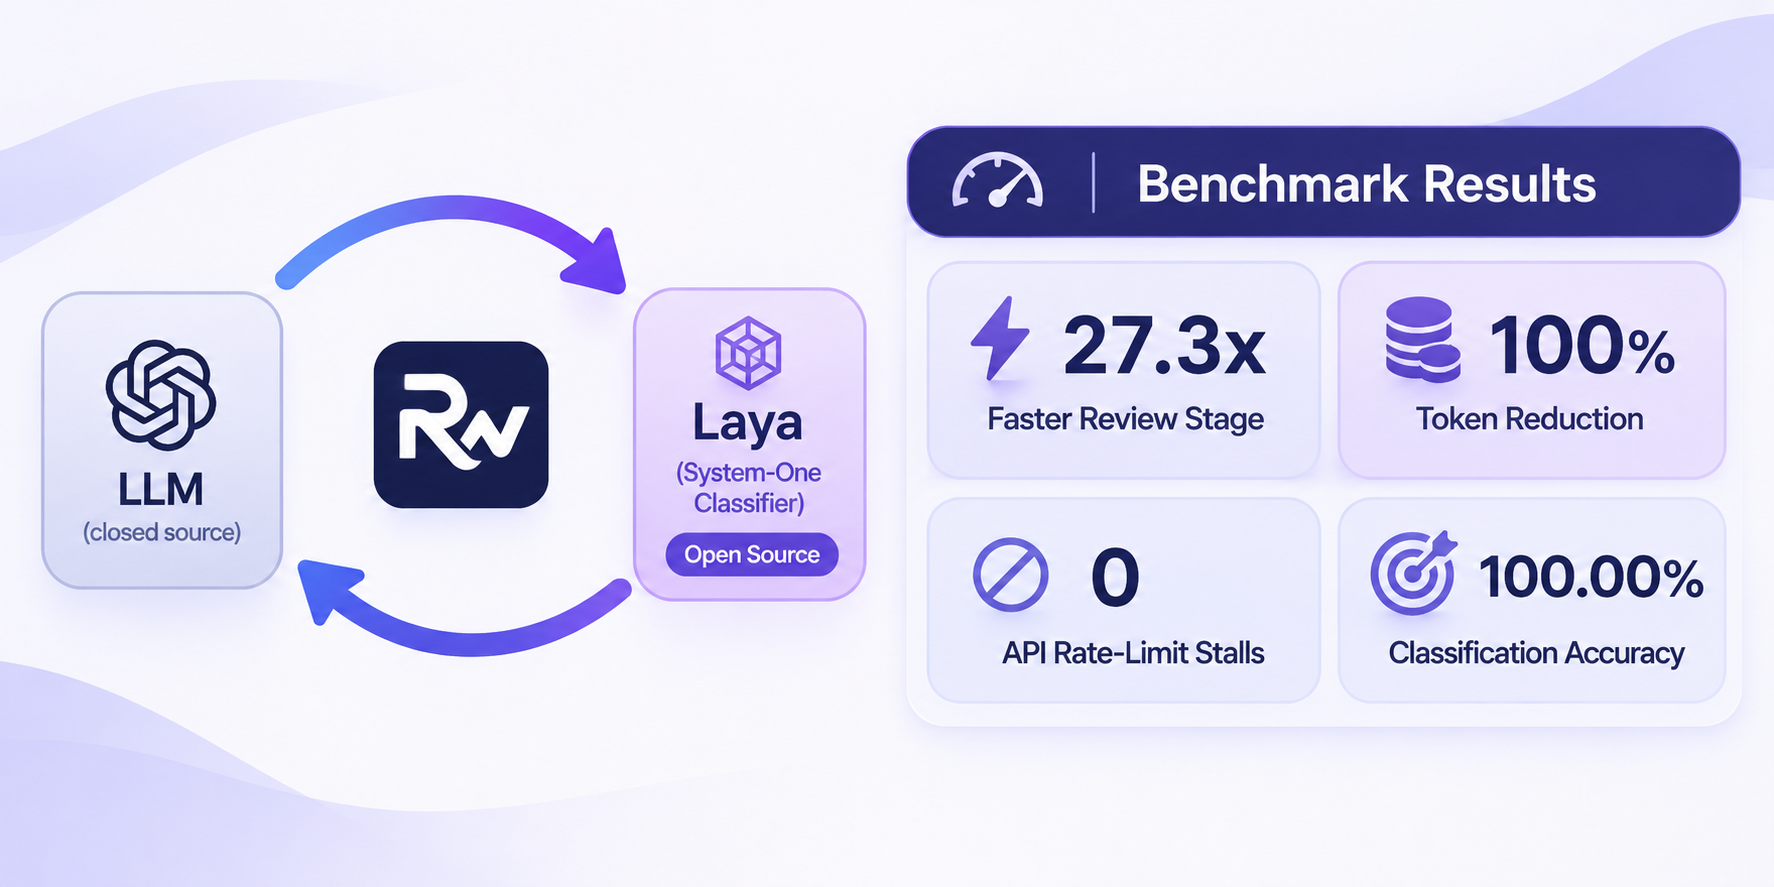 LLM
(closed source)
Rw
Laya
(System-One
Classifier)
Open Source
Benchmark Results
27.3x
Faster Review Stage
100%
Token Reduction
0
API Rate-Limit Stalls
100.00%
Classification Accuracy